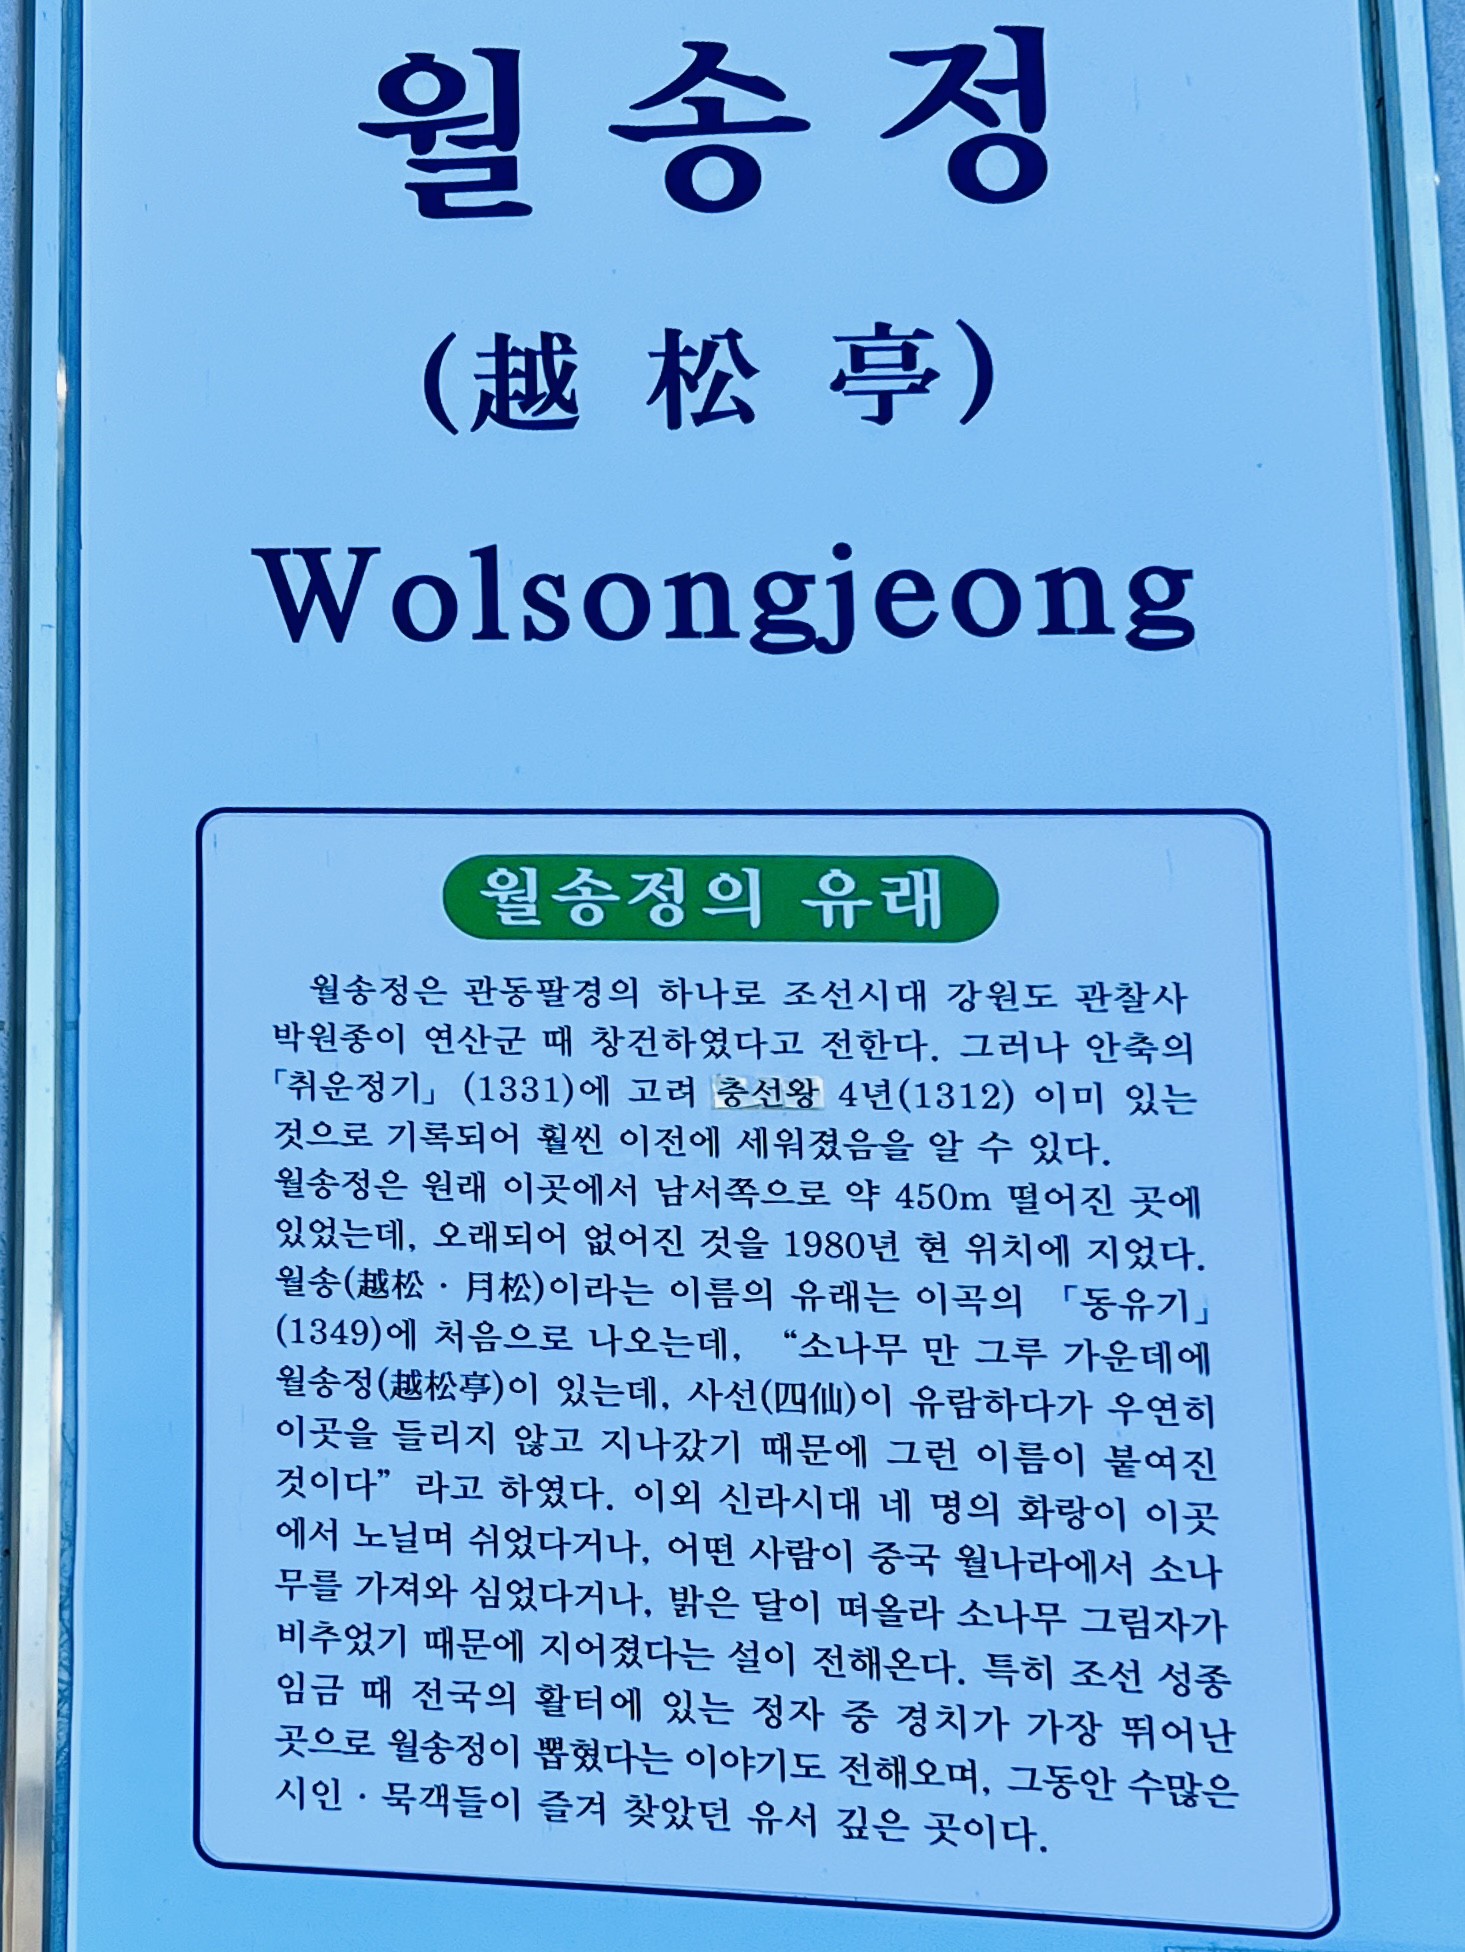 월송정
(越松亭)
Wolsongjeong
월송정의 유래
월송정은 관동팔경의 하나로 조선시대 강원도 관찰사
박원종이 연산군 때 창건하였다고 전한다. 그러나 안축의
「취운정기」(1331)에 고려 충선왕 4년(1312) 이미 있는
것으로 기록되어 훨씬 이전에 세워졌음을 알 수 있다.
월송정은 원래 이곳에서 남서쪽으로 약 450m 떨어진 곳에
있었는데, 오래되어 없어진 것을 1980년 현 위치에 지었다.
월송(越松 · 月松)이라는 이름의 유래는 이곡의 「동유기」
(1349)에 처음으로 나오는데, “소나무 만 그루 가운데에
월송정(越松亭)이 있는데, 사선(四仙)이 유람하다가 우연히
이곳을 들리지 않고 지나갔기 때문에 그런 이름이 붙여진
것이다” 라고 하였다. 이외 신라시대 네 명의 화랑이 이곳
에서 노닐며 쉬었다거나, 어떤 사람이 중국 월나라에서 소나
무를 가져와 심었다거나, 밝은 달이 떠올라 소나무 그림자가
비추었기 때문에 지어졌다는 설이 전해온다. 특히 조선 성종
임금 때 전국의 활터에 있는 정자 중 경치가 가장 뛰어난
곳으로 월송정이 뽑혔다는 이야기도 전해오며, 그동안 수많은
시인 · 묵객들이 즐겨 찾았던 유서 깊은 곳이다.